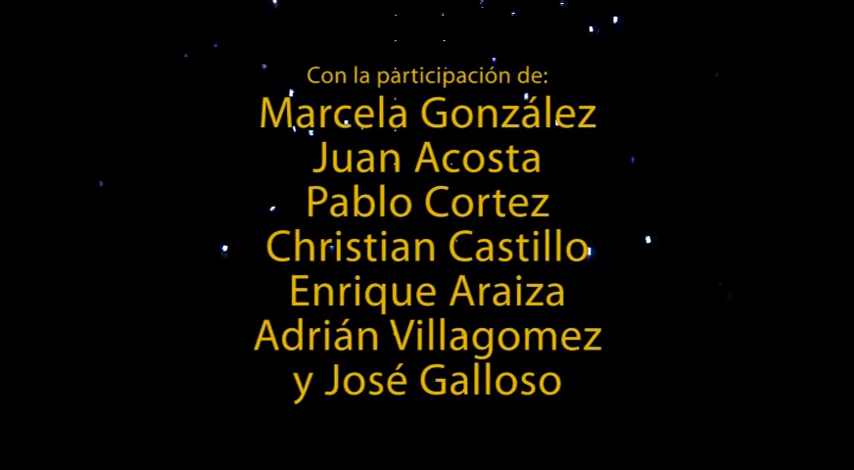 Con la participación de:
Marcela González
Juan Acosta
Pablo Cortez
Christian Castillo
Enrique Araiza
Adrián Villagomez
y José Galloso